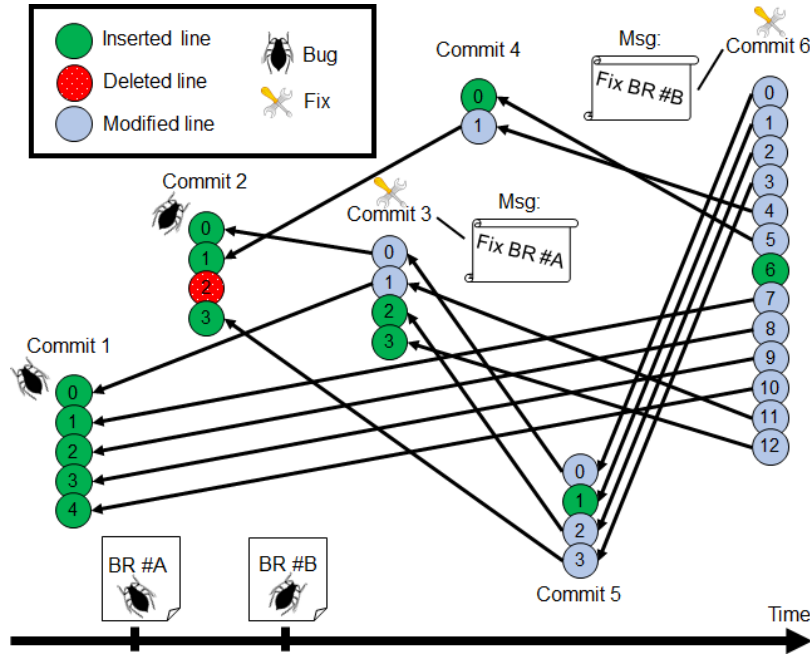 Inserted line
Bug
Deleted line
Fix
Modified line
Commit 4
0
1
Msg:
Fix BR #B
Commit 6
0
1
2
3
4
5
6
7
8
9
10
11
12
Commit 2
0
1
2
3
Commit 3
0
1
2
3
Msg:
Fix BR #A
Commit 1
0
1
2
3
4
0
1
2
3
Commit 5
BR #A
BR #B
Time